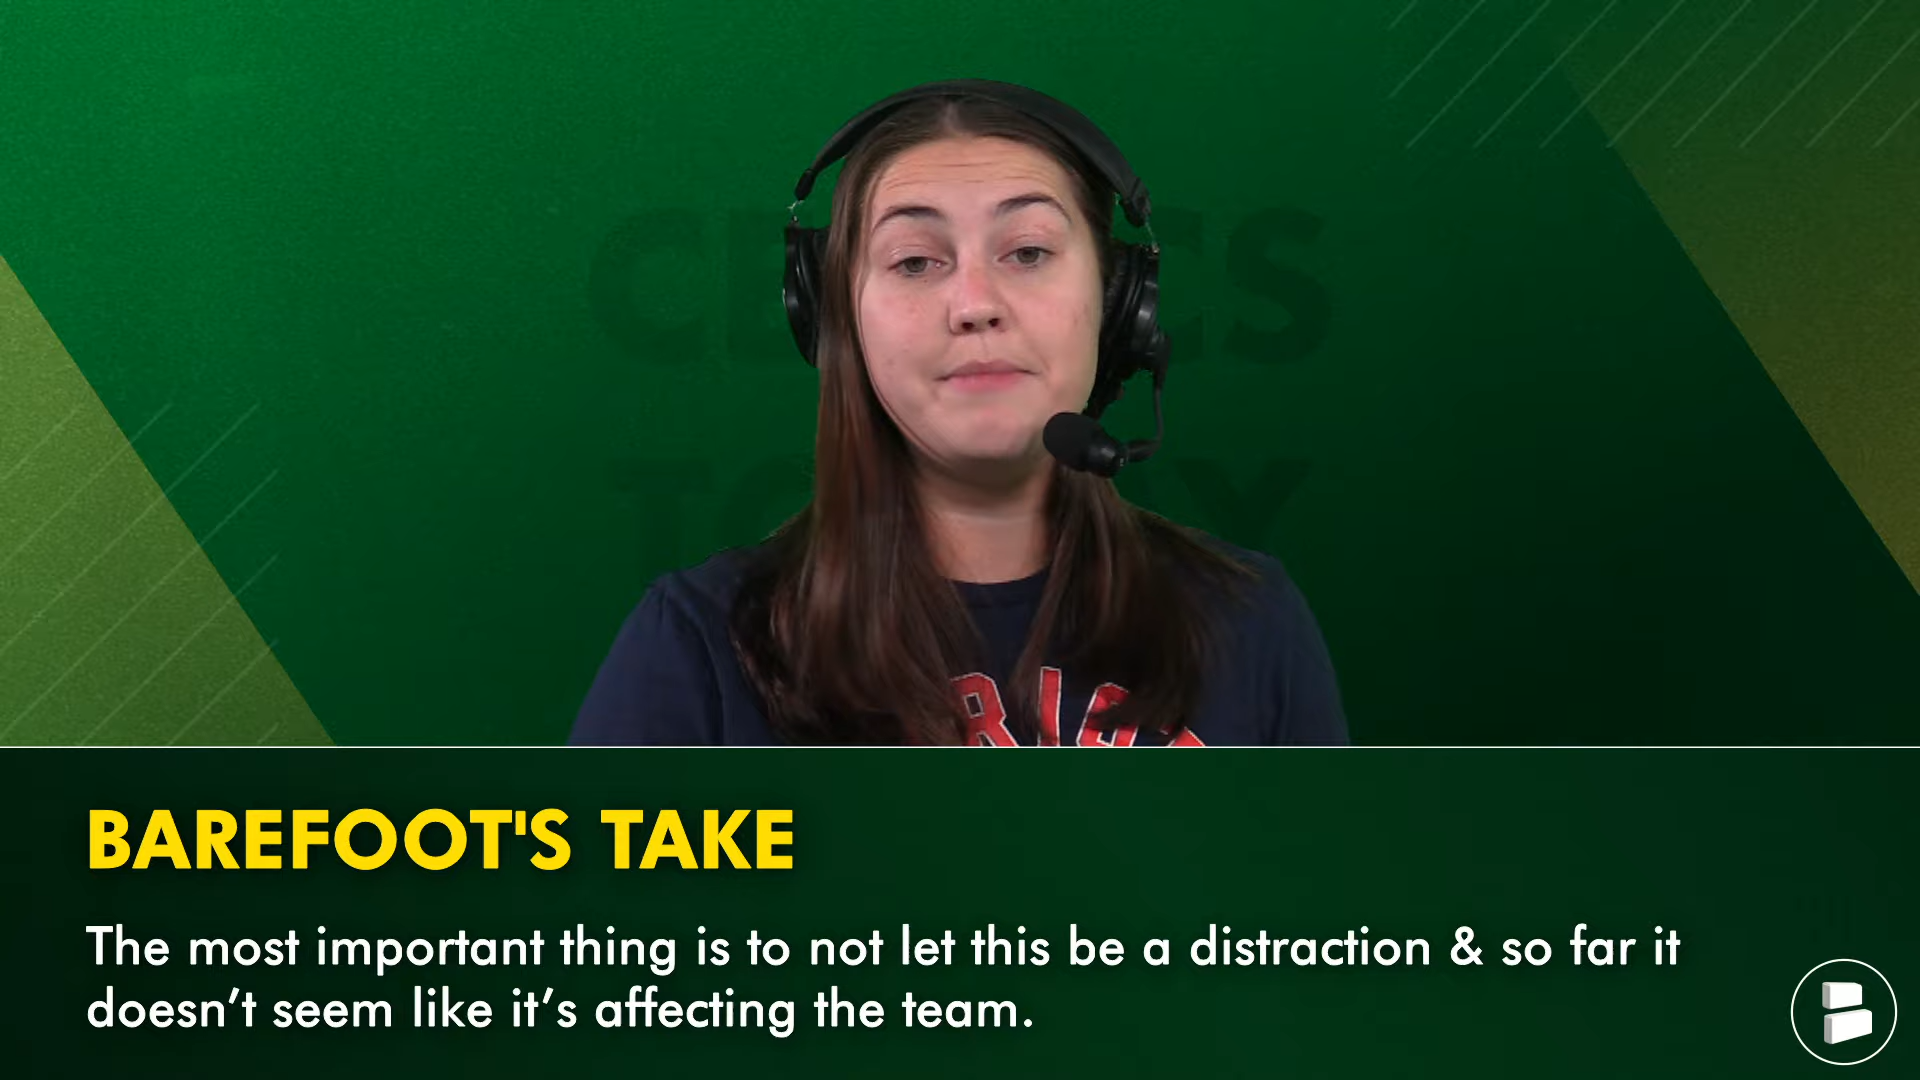 BAREFOOT'S TAKE
The most important thing is to not let this be a distraction & so far it
doesn’t seem like it’s affecting the team.